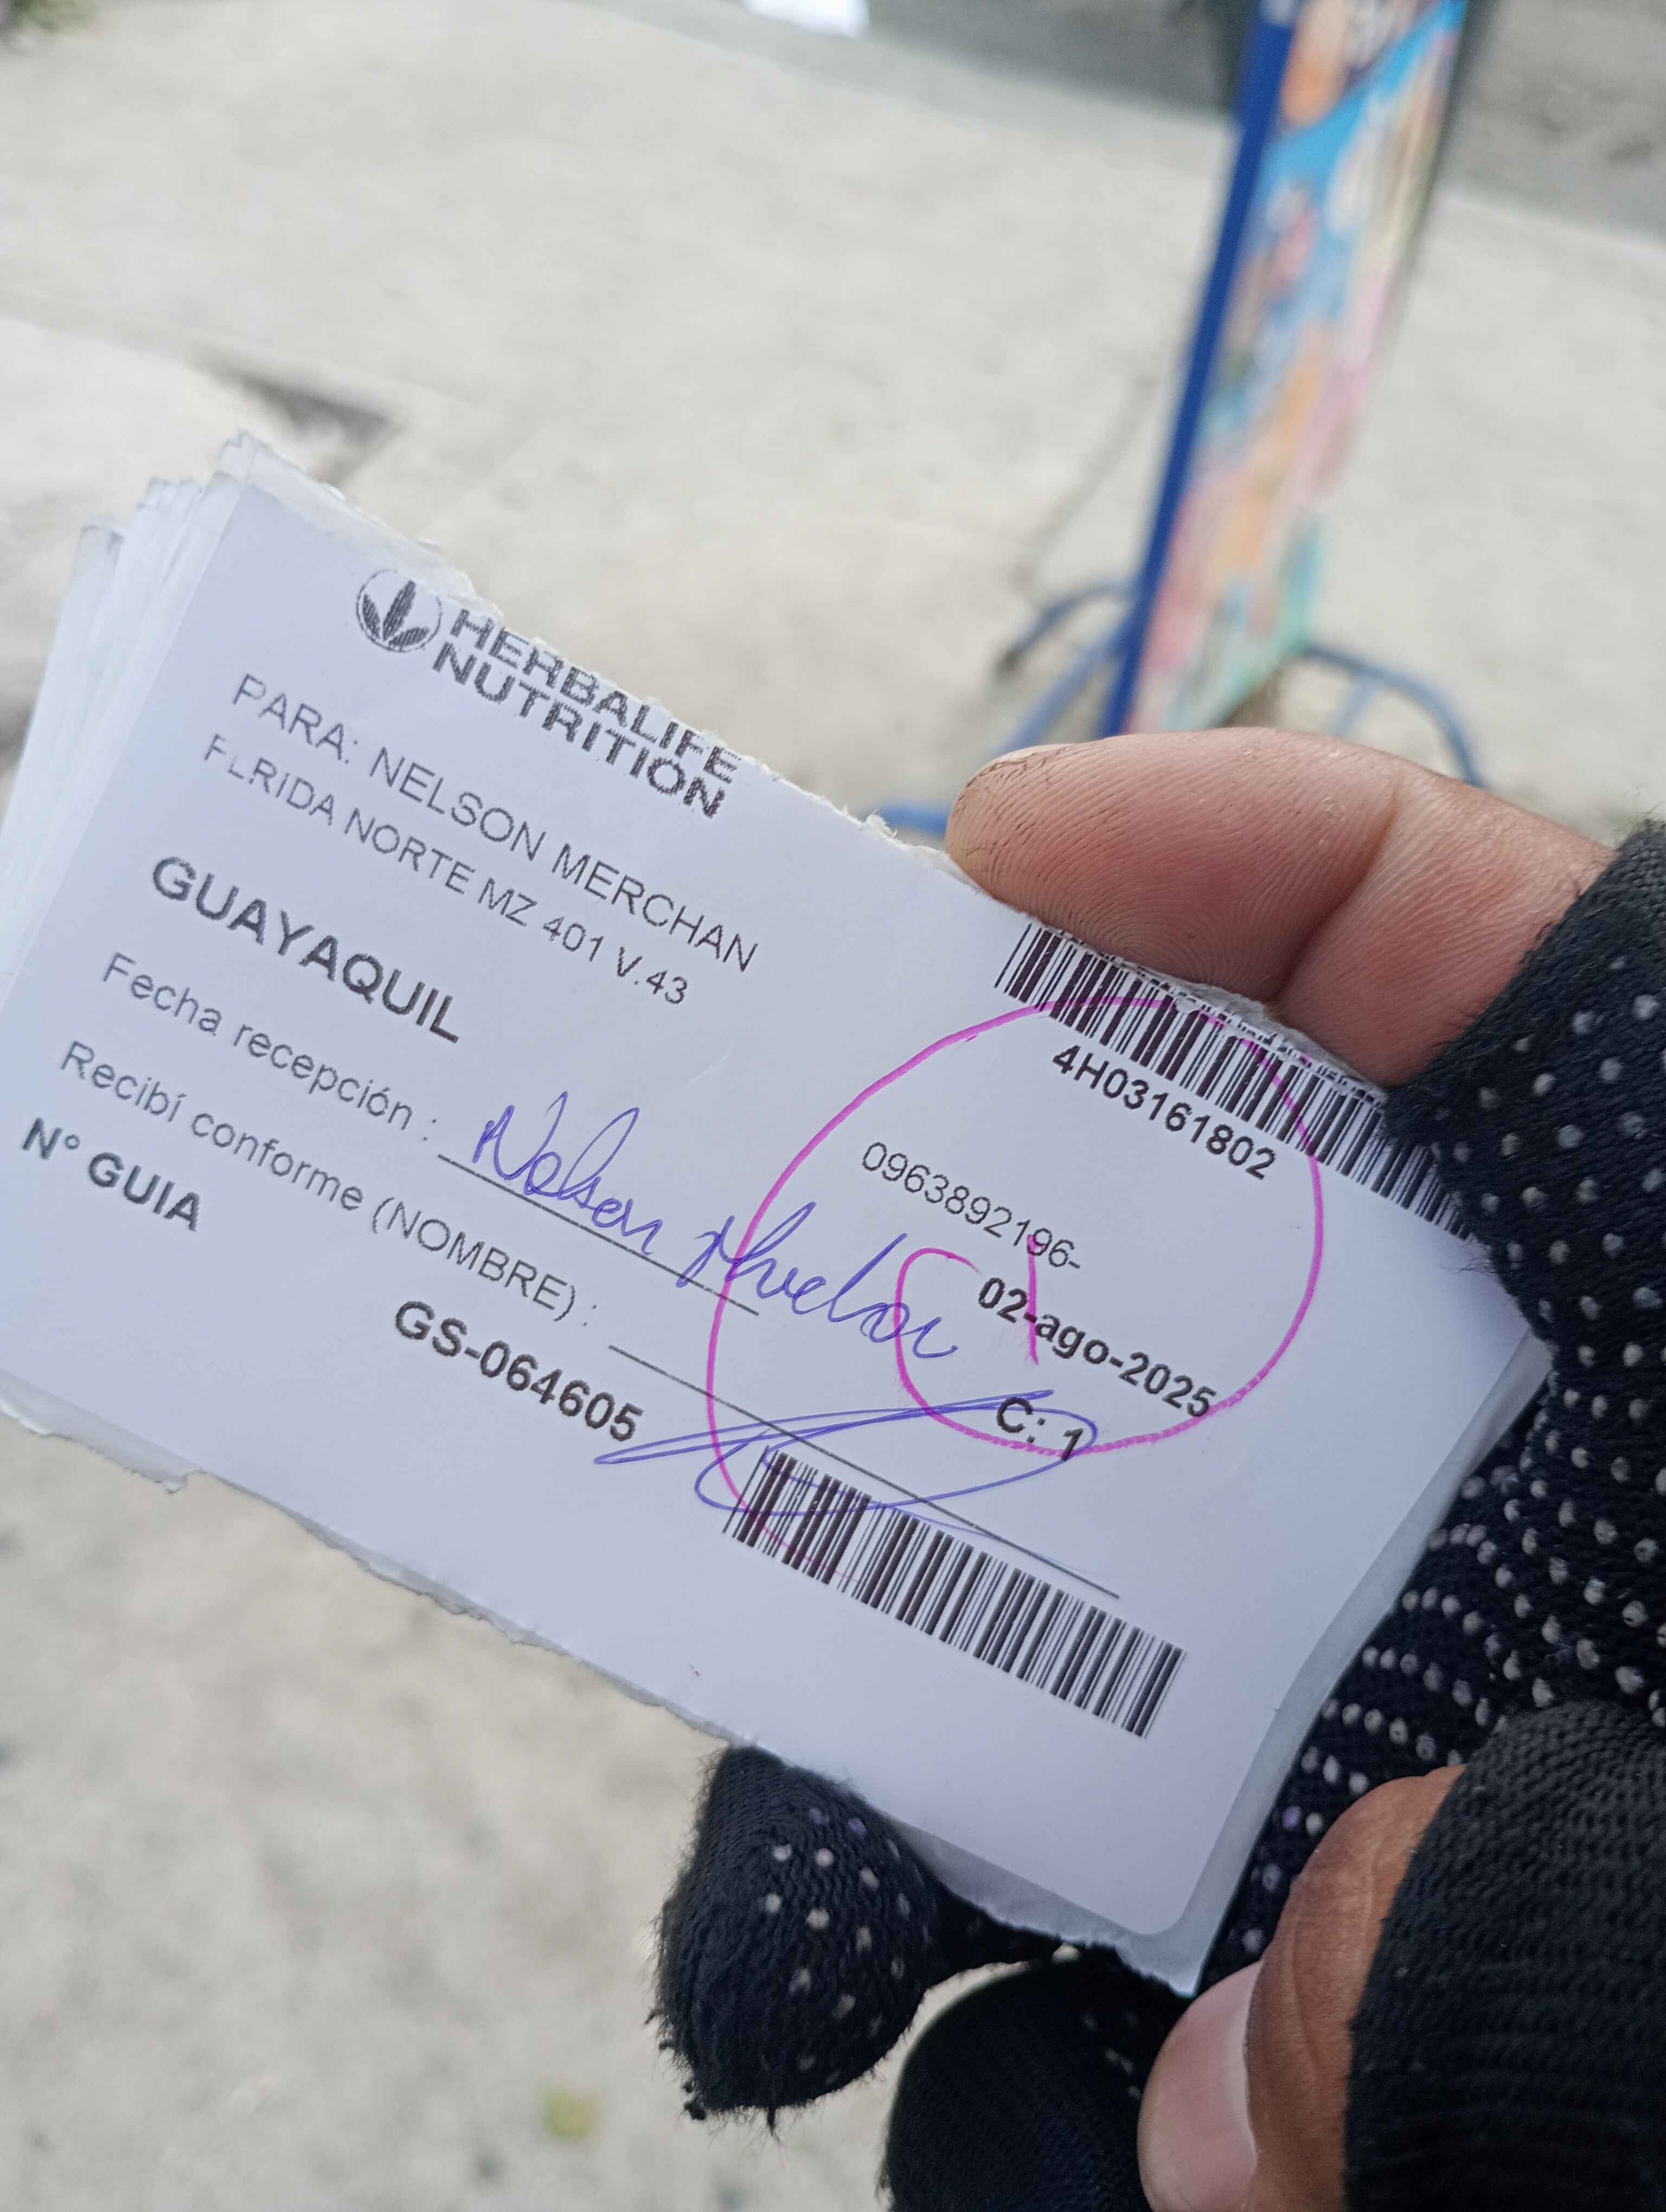 HERBALIFE
NUTRITION
4H03161802
PARA: NELSON MERCHAN
0963892196-
FLRIDA NORTE MZ 401 V.43
02-ago-2025
GUAYAQUIL
C: 1
Fecha recepción : Nelson
Recibí conforme (NOMBRE) :
N° GUIA
GS-064605